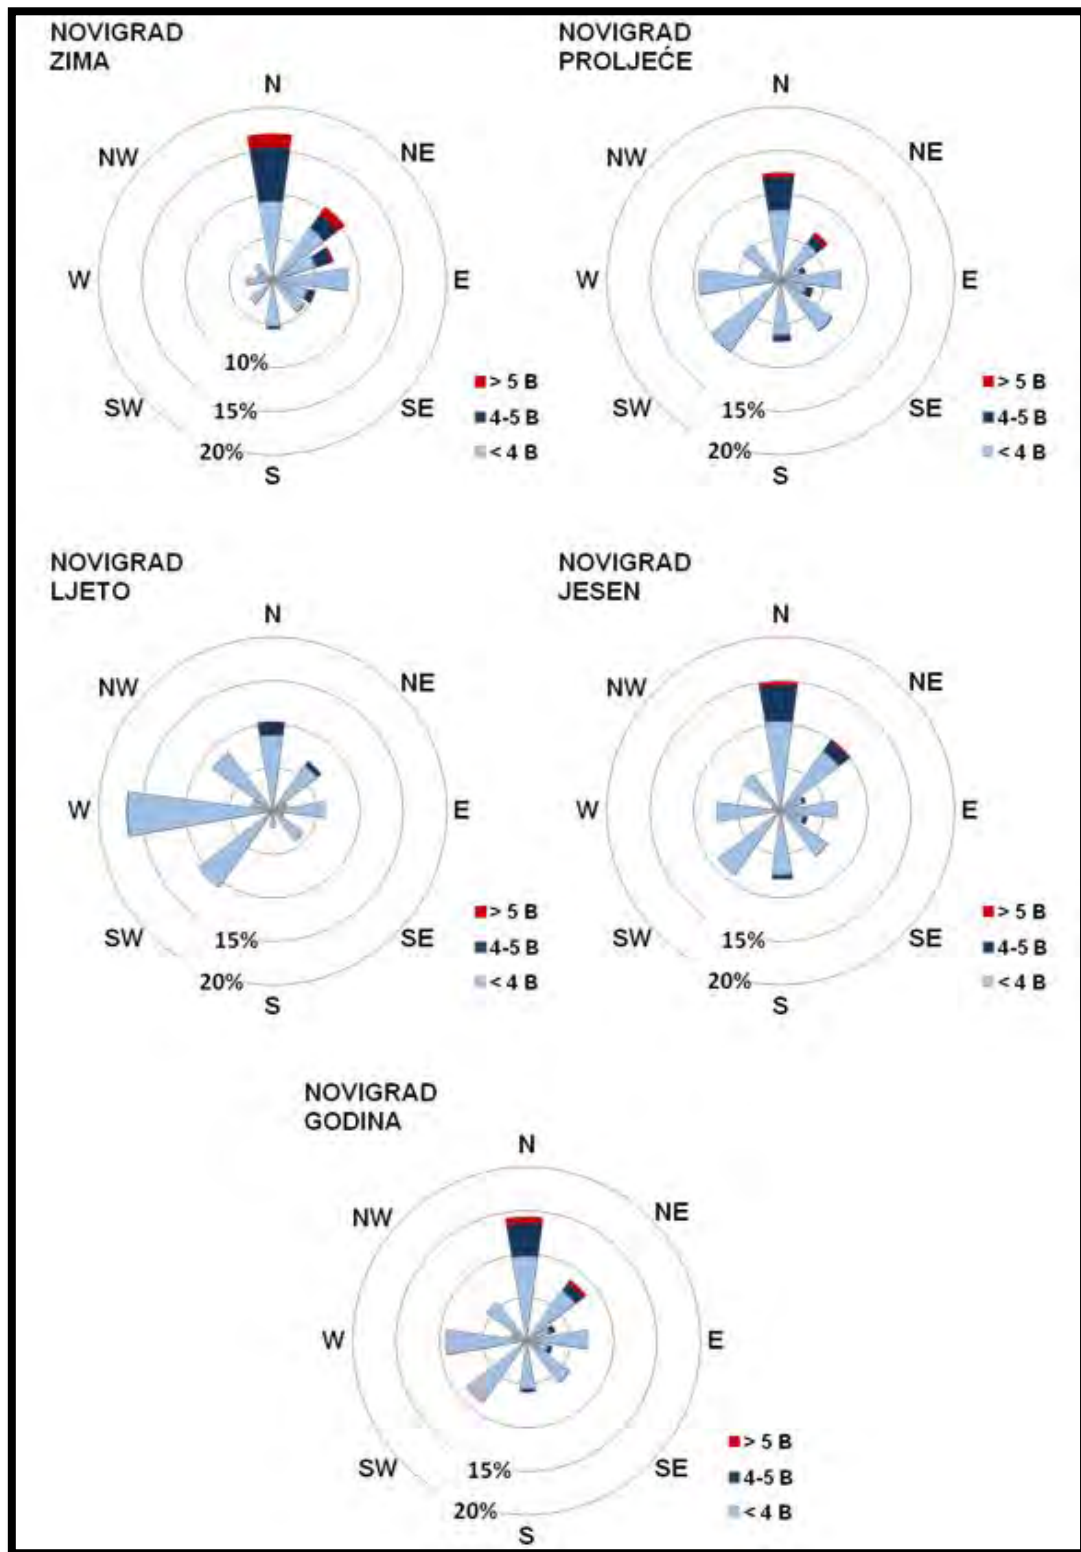 NOVIGRAD
ZIMA
N
NW
NE
W
E
10%
SW
15%
SE
20%
S
> 5 B
4-5 B
< 4 B
NOVIGRAD
PROLJEĆE
N
NW
NE
W
E
SW
15%
SE
20%
S
> 5 B
4-5 B
< 4 B
NOVIGRAD
LJETO
N
NW
NE
W
E
SW
15%
SE
20%
S
> 5 B
4-5 B
< 4 B
NOVIGRAD
JESEN
N
NW
NE
W
E
SW
15%
SE
20%
S
> 5 B
4-5 B
< 4 B
NOVIGRAD
GODINA
N
NW
NE
W
E
SW
15%
SE
20%
S
> 5 B
4-5 B
< 4 B